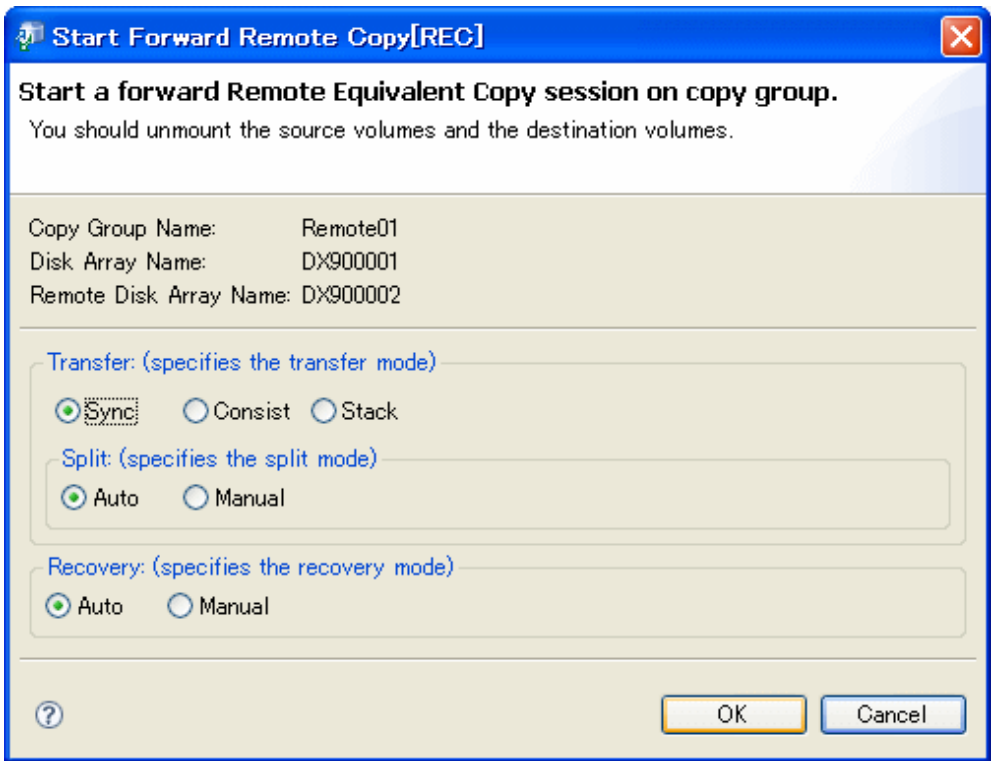 Start Forward Remote Copy[REC]
Start a forward Remote Equivalent Copy session on copy group.
You should unmount the source volumes and the destination volumes.
Copy Group Name: Remote01
Disk Array Name: DX900001
Remote Disk Array Name: DX900002
Transfer: (specifies the transfer mode)
Sync Consist Stack
Split: (specifies the split mode)
Auto Manual
Recovery: (specifies the recovery mode)
Auto Manual
? OK Cancel